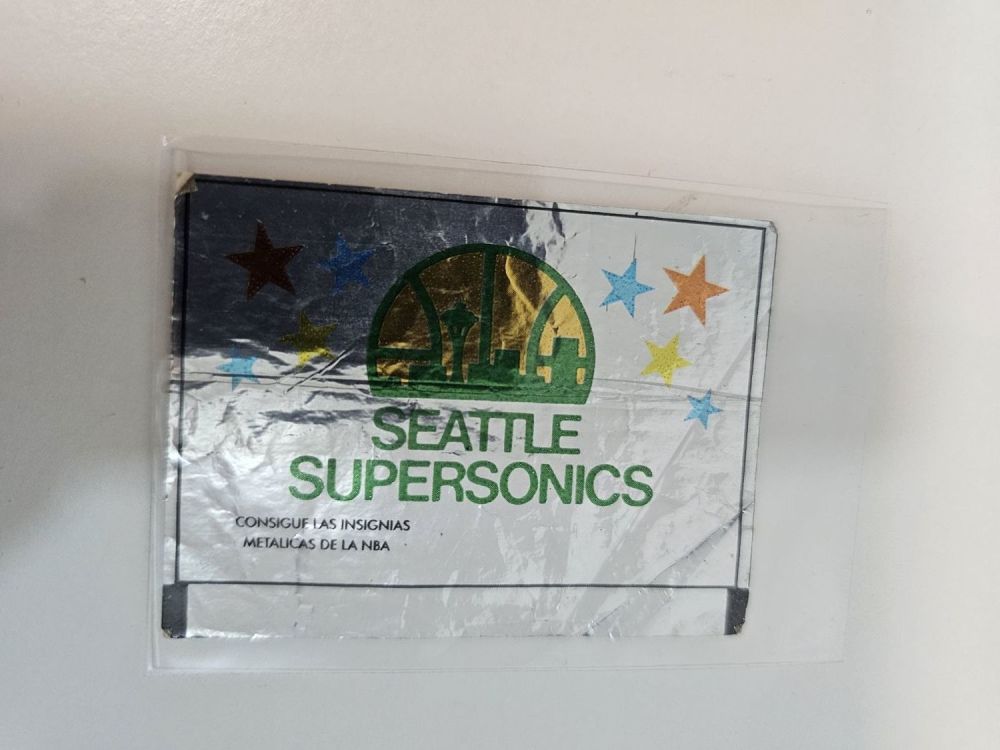 SEATTLE
SUPERSONICS
CONSIGUE LAS INSIGNIAS
METALICAS DE LA NBA